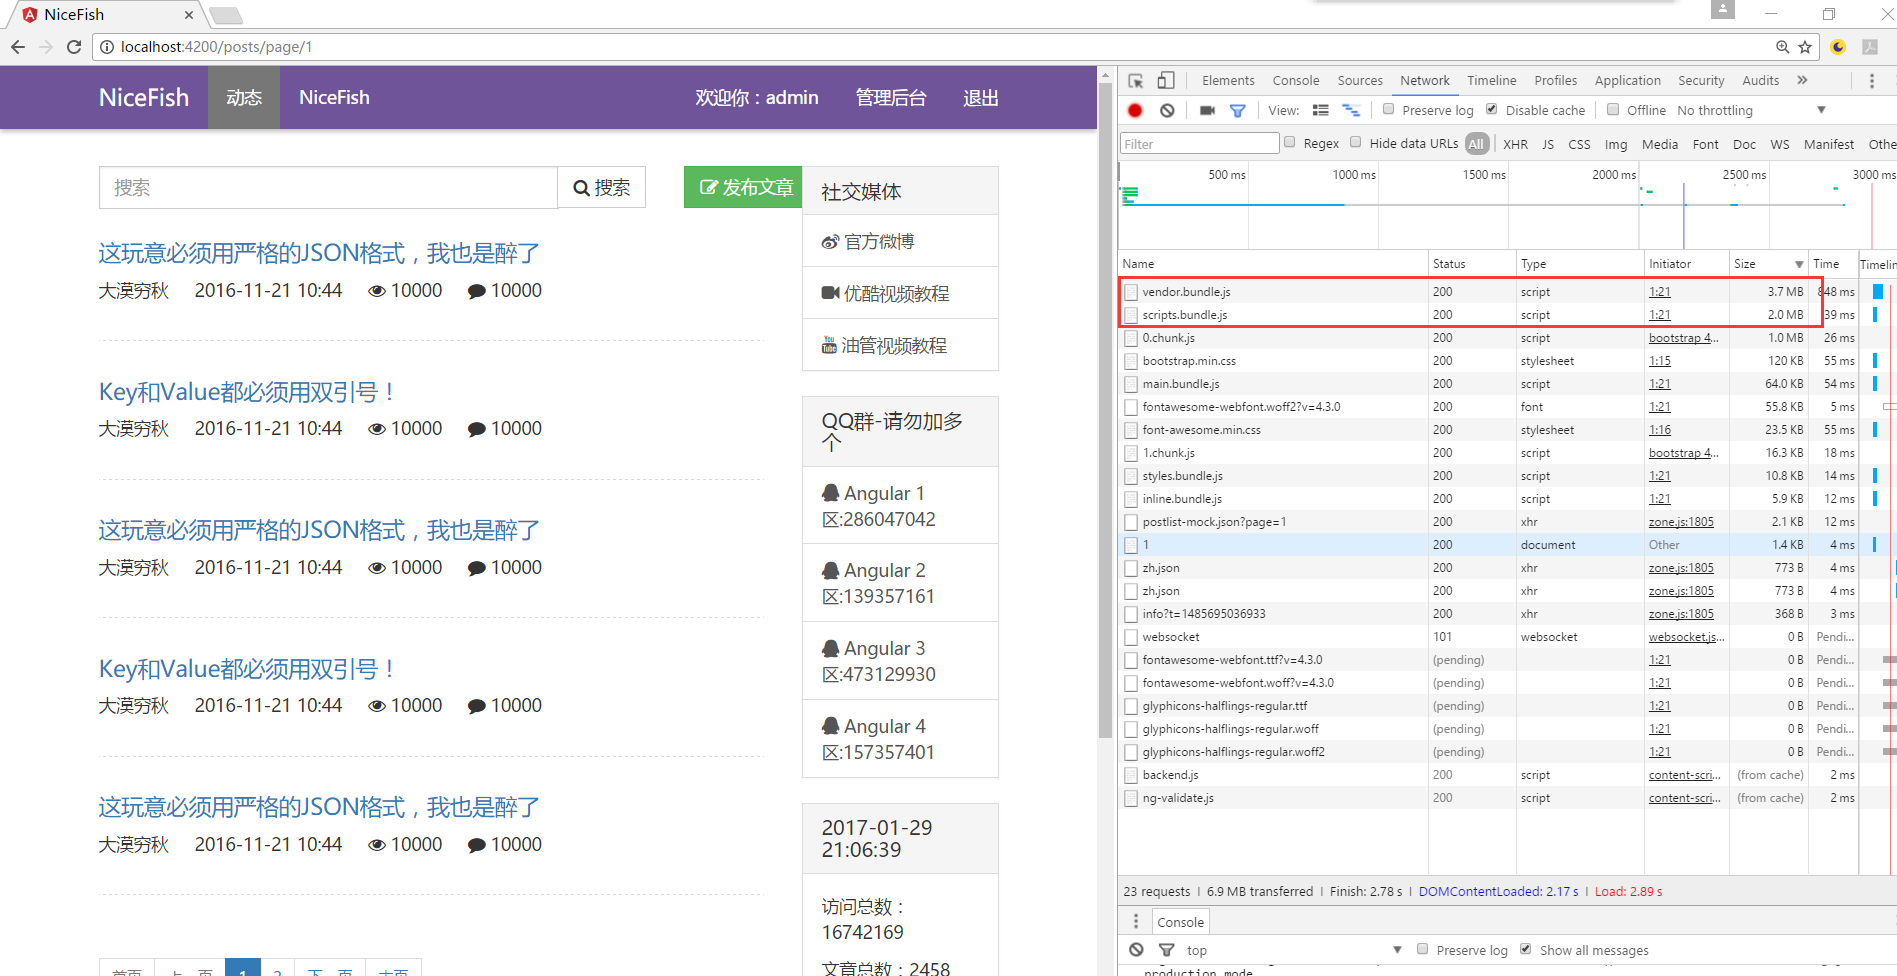 NiceFish
localhost:4200/posts/page/1
NiceFish
动态
NiceFish
欢迎你：admin
管理后台
退出
搜索
搜索
发布文章
这玩意必须用严格的JSON格式，我也是醉了
大漠穷秋 2016-11-21 10:44 10000 10000
Key和Value都必须用双引号！
大漠穷秋 2016-11-21 10:44 10000 10000
这玩意必须用严格的JSON格式，我也是醉了
大漠穷秋 2016-11-21 10:44 10000 10000
Key和Value都必须用双引号！
大漠穷秋 2016-11-21 10:44 10000 10000
这玩意必须用严格的JSON格式，我也是醉了
大漠穷秋 2016-11-21 10:44 10000 10000
首页 上一页 1 2 下一页 末页
社交媒体
官方微博
优酷视频教程
油管视频教程
QQ群-请勿加多
个
Angular 1
区:286047042
Angular 2
区:139357161
Angular 3
区:473129930
Angular 4
区:157357401
2017-01-29
21:06:39
访问总数：
16742169
文章总数：2458
Elements Console Sources Network Timeline Profiles Application Security Audits
View: Preserve log Disable cache Offline No throttling
Filter Regex Hide data URLs All XHR JS CSS Img Media Font Doc WS Manifest Othe
500 ms 1000 ms 1500 ms 2000 ms 2500 ms 3000 ms
Name Status Type Initiator Size Time Timelin
vendor.bundle.js 200 script 1:21 3.7 MB 848 ms
scripts.bundle.js 200 script 1:21 2.0 MB 39 ms
0.chunk.js 200 script bootstrap 4... 1.0 MB 26 ms
bootstrap.min.css 200 stylesheet 1:15 120 KB 55 ms
main.bundle.js 200 script 1:21 64.0 KB 54 ms
fontawesome-webfont.woff2?v=4.3.0 200 font 1:21 55.8 KB 5 ms
font-awesome.min.css 200 stylesheet 1:16 23.5 KB 55 ms
1.chunk.js 200 script bootstrap 4... 16.3 KB 18 ms
styles.bundle.js 200 script 1:21 10.8 KB 14 ms
inline.bundle.js 200 script 1:21 5.9 KB 12 ms
postlist-mock.json?page=1 200 xhr zone.js:1805 2.1 KB 12 ms
1 200 document Other 1.4 KB 4 ms
zh.json 200 xhr zone.js:1805 773 B 4 ms
zh.json 200 xhr zone.js:1805 773 B 4 ms
info?t=1485695036933 200 xhr zone.js:1805 368 B 3 ms
websocket 101 websocket websocket.js... 0 B Pendi...
fontawesome-webfont.ttf?v=4.3.0 (pending) 1:21 0 B Pendi...
fontawesome-webfont.woff?v=4.3.0 (pending) 1:21 0 B Pendi...
glyphicons-halflings-regular.ttf (pending) 1:21 0 B Pendi...
glyphicons-halflings-regular.woff (pending) 1:21 0 B Pendi...
glyphicons-halflings-regular.woff2 (pending) 1:21 0 B Pendi...
backend.js 200 script content-scri... (from cache) 2 ms
ng-validate.js 200 script content-scri... (from cache) 2 ms
23 requests | 6.9 MB transferred | Finish: 2.78 s | DOMContentLoaded: 2.17 s | Load: 2.89 s
Console
top Preserve log Show all messages
production mode